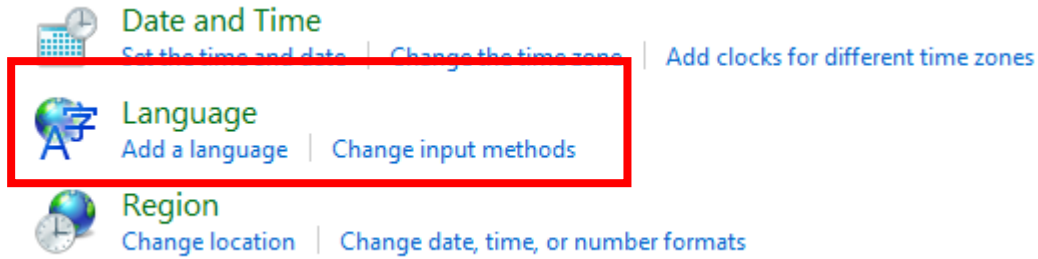 Date and Time
Set the time and date | Change the time zone | Add clocks for different time zones
Language
Add a language | Change input methods
Region
Change location | Change date, time, or number formats